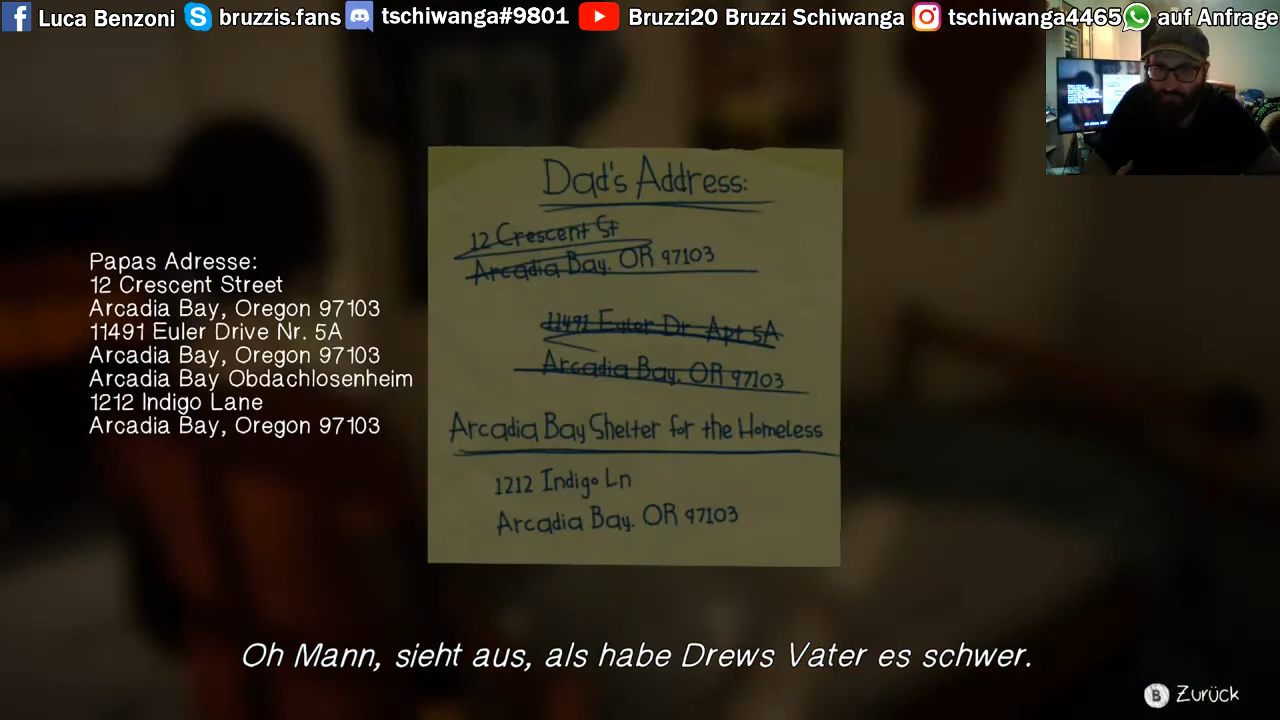 Luca Benzoni bruzzis.fans tschiwanga#9801 Bruzzi20 Bruzzi Schiwanga tschiwanga4465 auf Anfrage
Dad's Address:
12 Crescent St
Arcadia Bay. OR 97103
11491 Euler Dr Apt 5A
Arcadia Bay. OR 97103
Arcadia Bay Shelter for the Homeless
1212 Indigo Ln
Arcadia Bay. OR 97103
Papas Adresse:
12 Crescent Street
Arcadia Bay, Oregon 97103
11491 Euler Drive Nr. 5A
Arcadia Bay, Oregon 97103
Arcadia Bay Obdachlosenheim
1212 Indigo Lane
Arcadia Bay, Oregon 97103
Oh Mann, sieht aus, als habe Drews Vater es schwer.
B Zurück